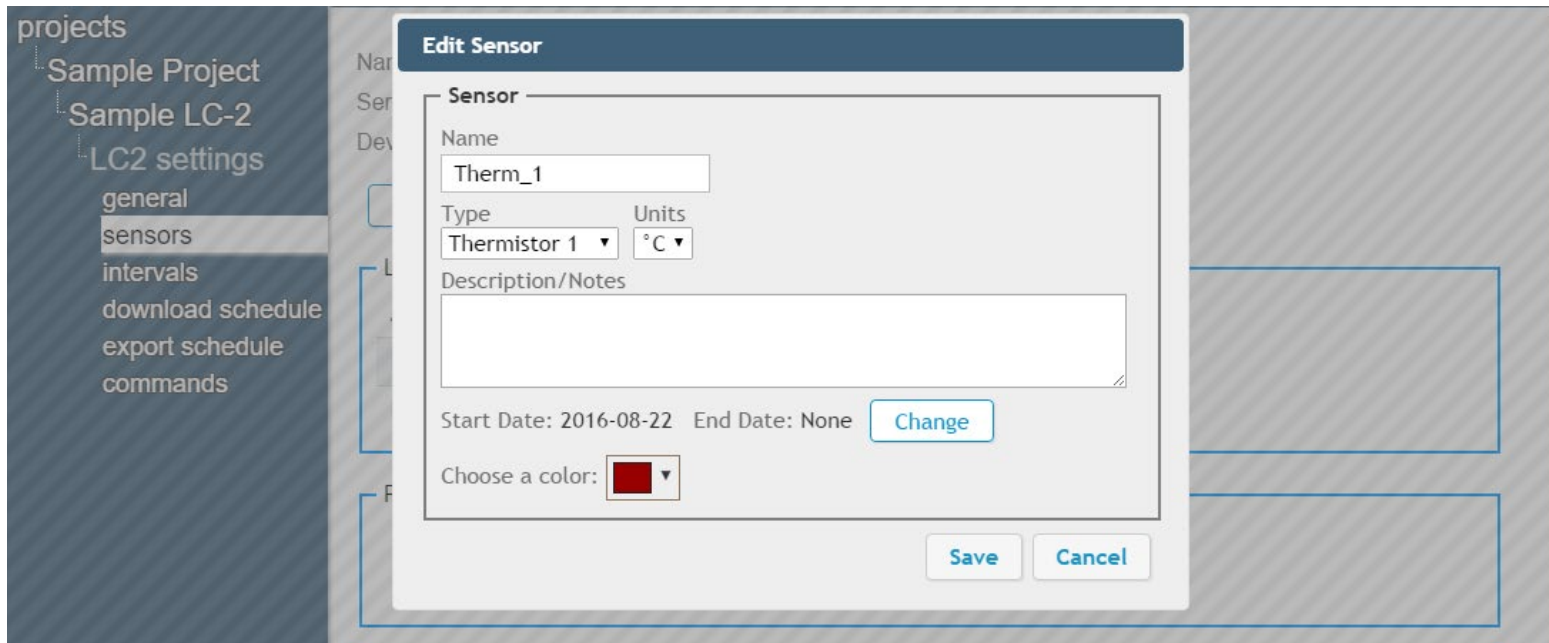 projects
Sample Project
Sample LC-2
LC2 settings
general
sensors
intervals
download schedule
export schedule
commands
Edit Sensor
Sensor
Name
Therm_1
Type Units
Thermistor 1 °C
Description/Notes
Start Date: 2016-08-22 End Date: None Change
Choose a color:
Save Cancel